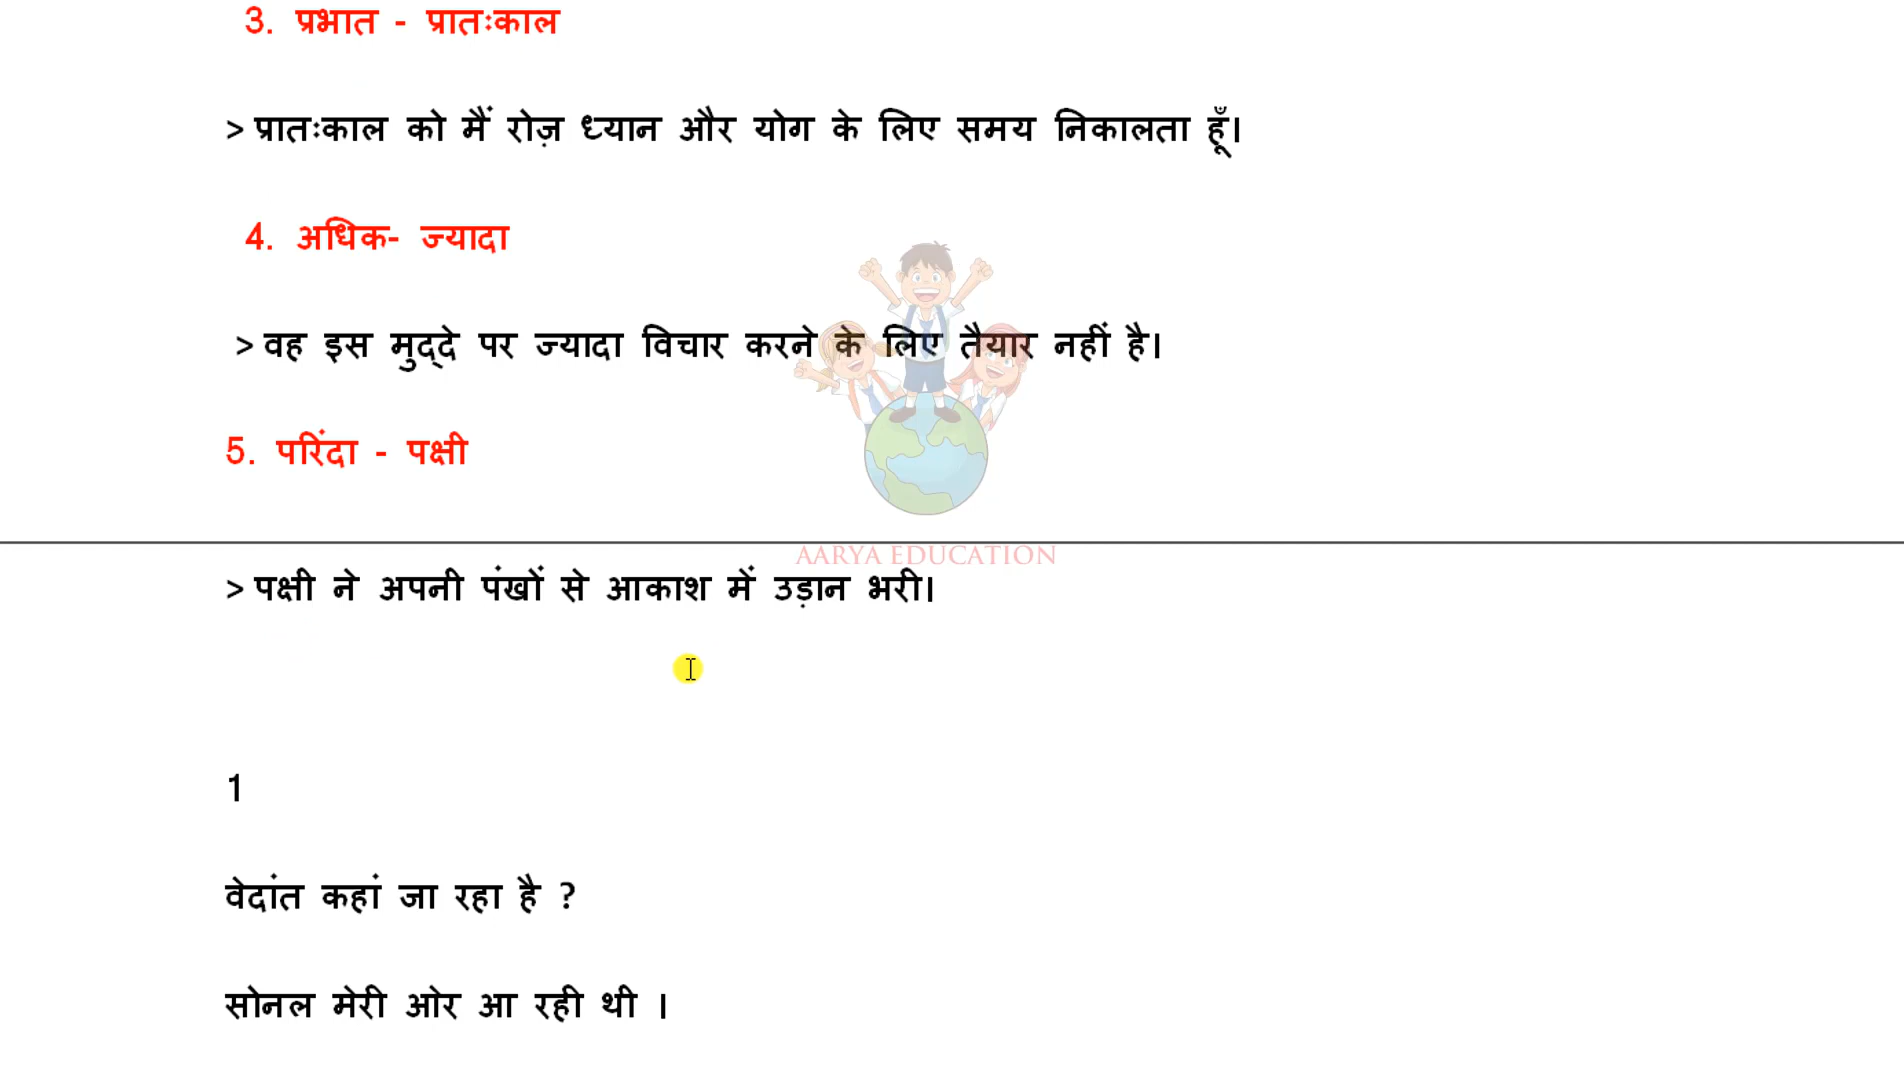 3. प्रभात - प्रातःकाल
> प्रातःकाल को मैं रोज़ ध्यान और योग के लिए समय निकालता हूँ।
4. अधिक- ज्यादा
> वह इस मुद्दे पर ज्यादा विचार करने के लिए तैयार नहीं है।
5. परिंदा - पक्षी
AARYA EDUCATION
> पक्षी ने अपनी पंखों से आकाश में उड़ान भरी।
1
वेदांत कहां जा रहा है ?
सोनल मेरी ओर आ रही थी ।